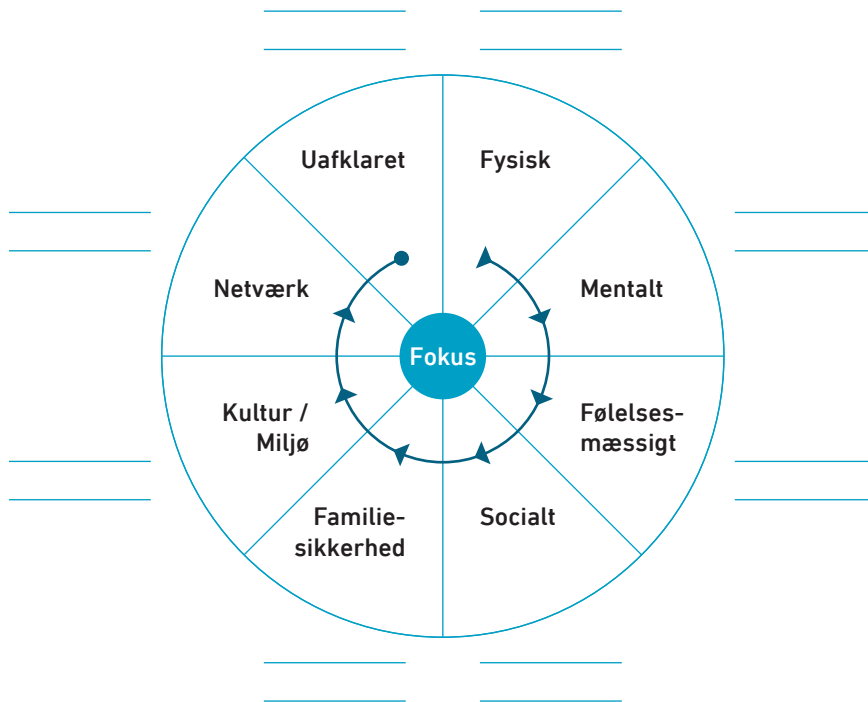 Uafklaret
Fysisk
Netværk
Mentalt
Fokus
Kultur /
Miljø
Følelses-
mæssigt
Familie-
sikkerhed
Socialt